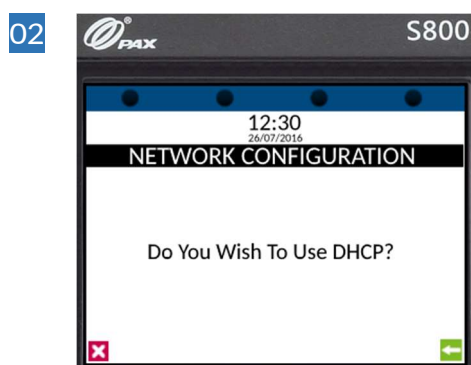 02
PAX S800
12:30
26/07/2016
NETWORK CONFIGURATION
Do You Wish To Use DHCP?